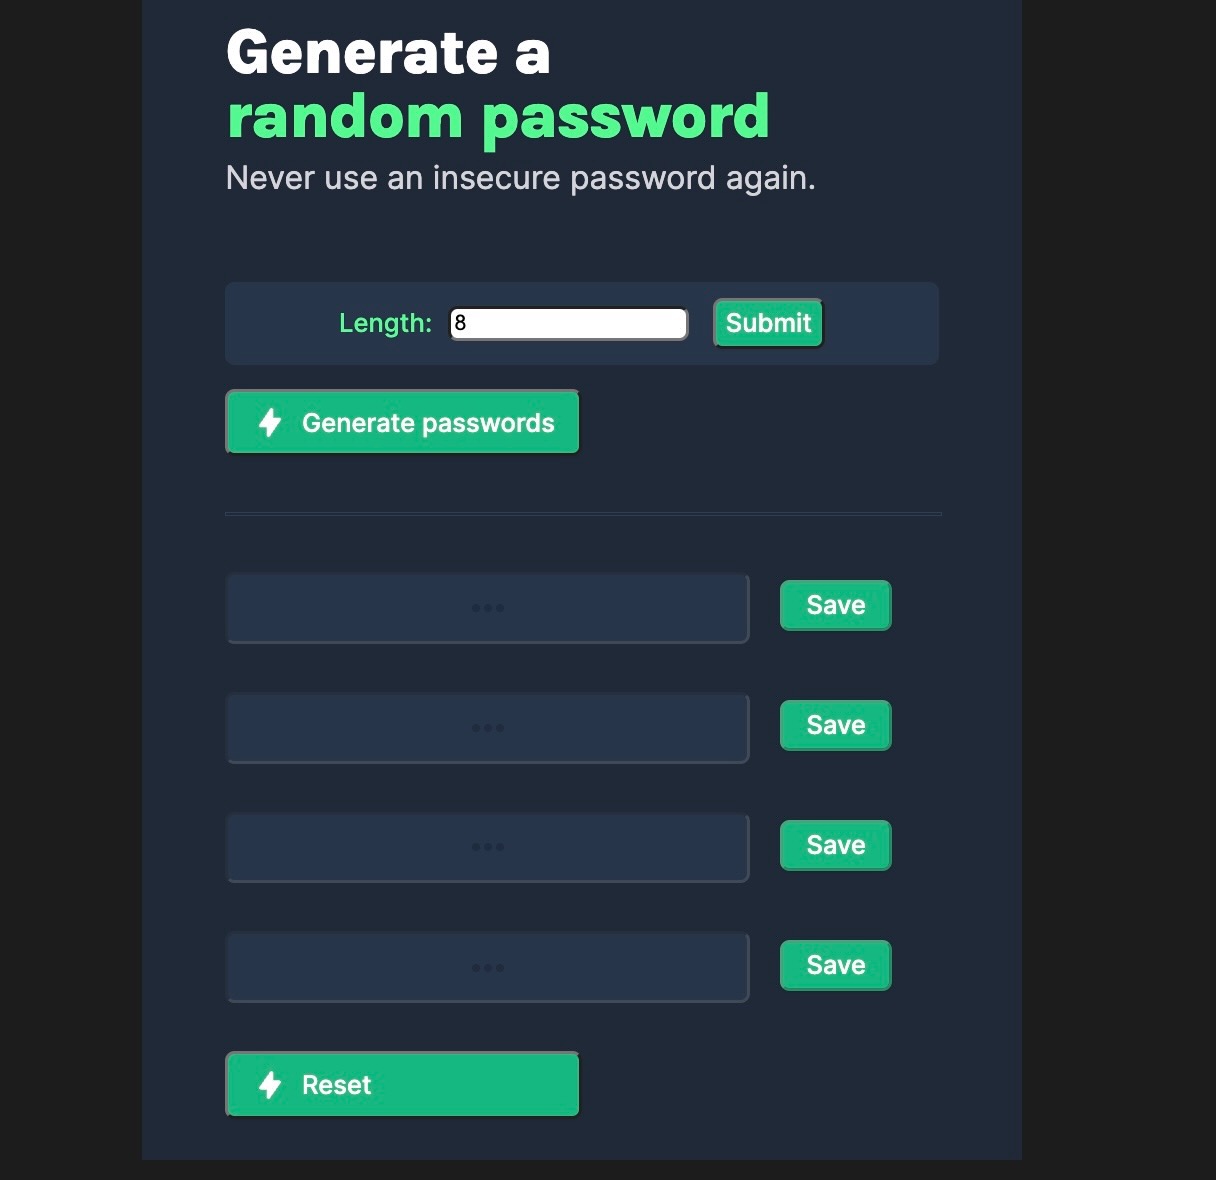 Generate a
random password
Never use an insecure password again.
Length: 8 Submit
Generate passwords
... Save
... Save
... Save
... Save
Reset